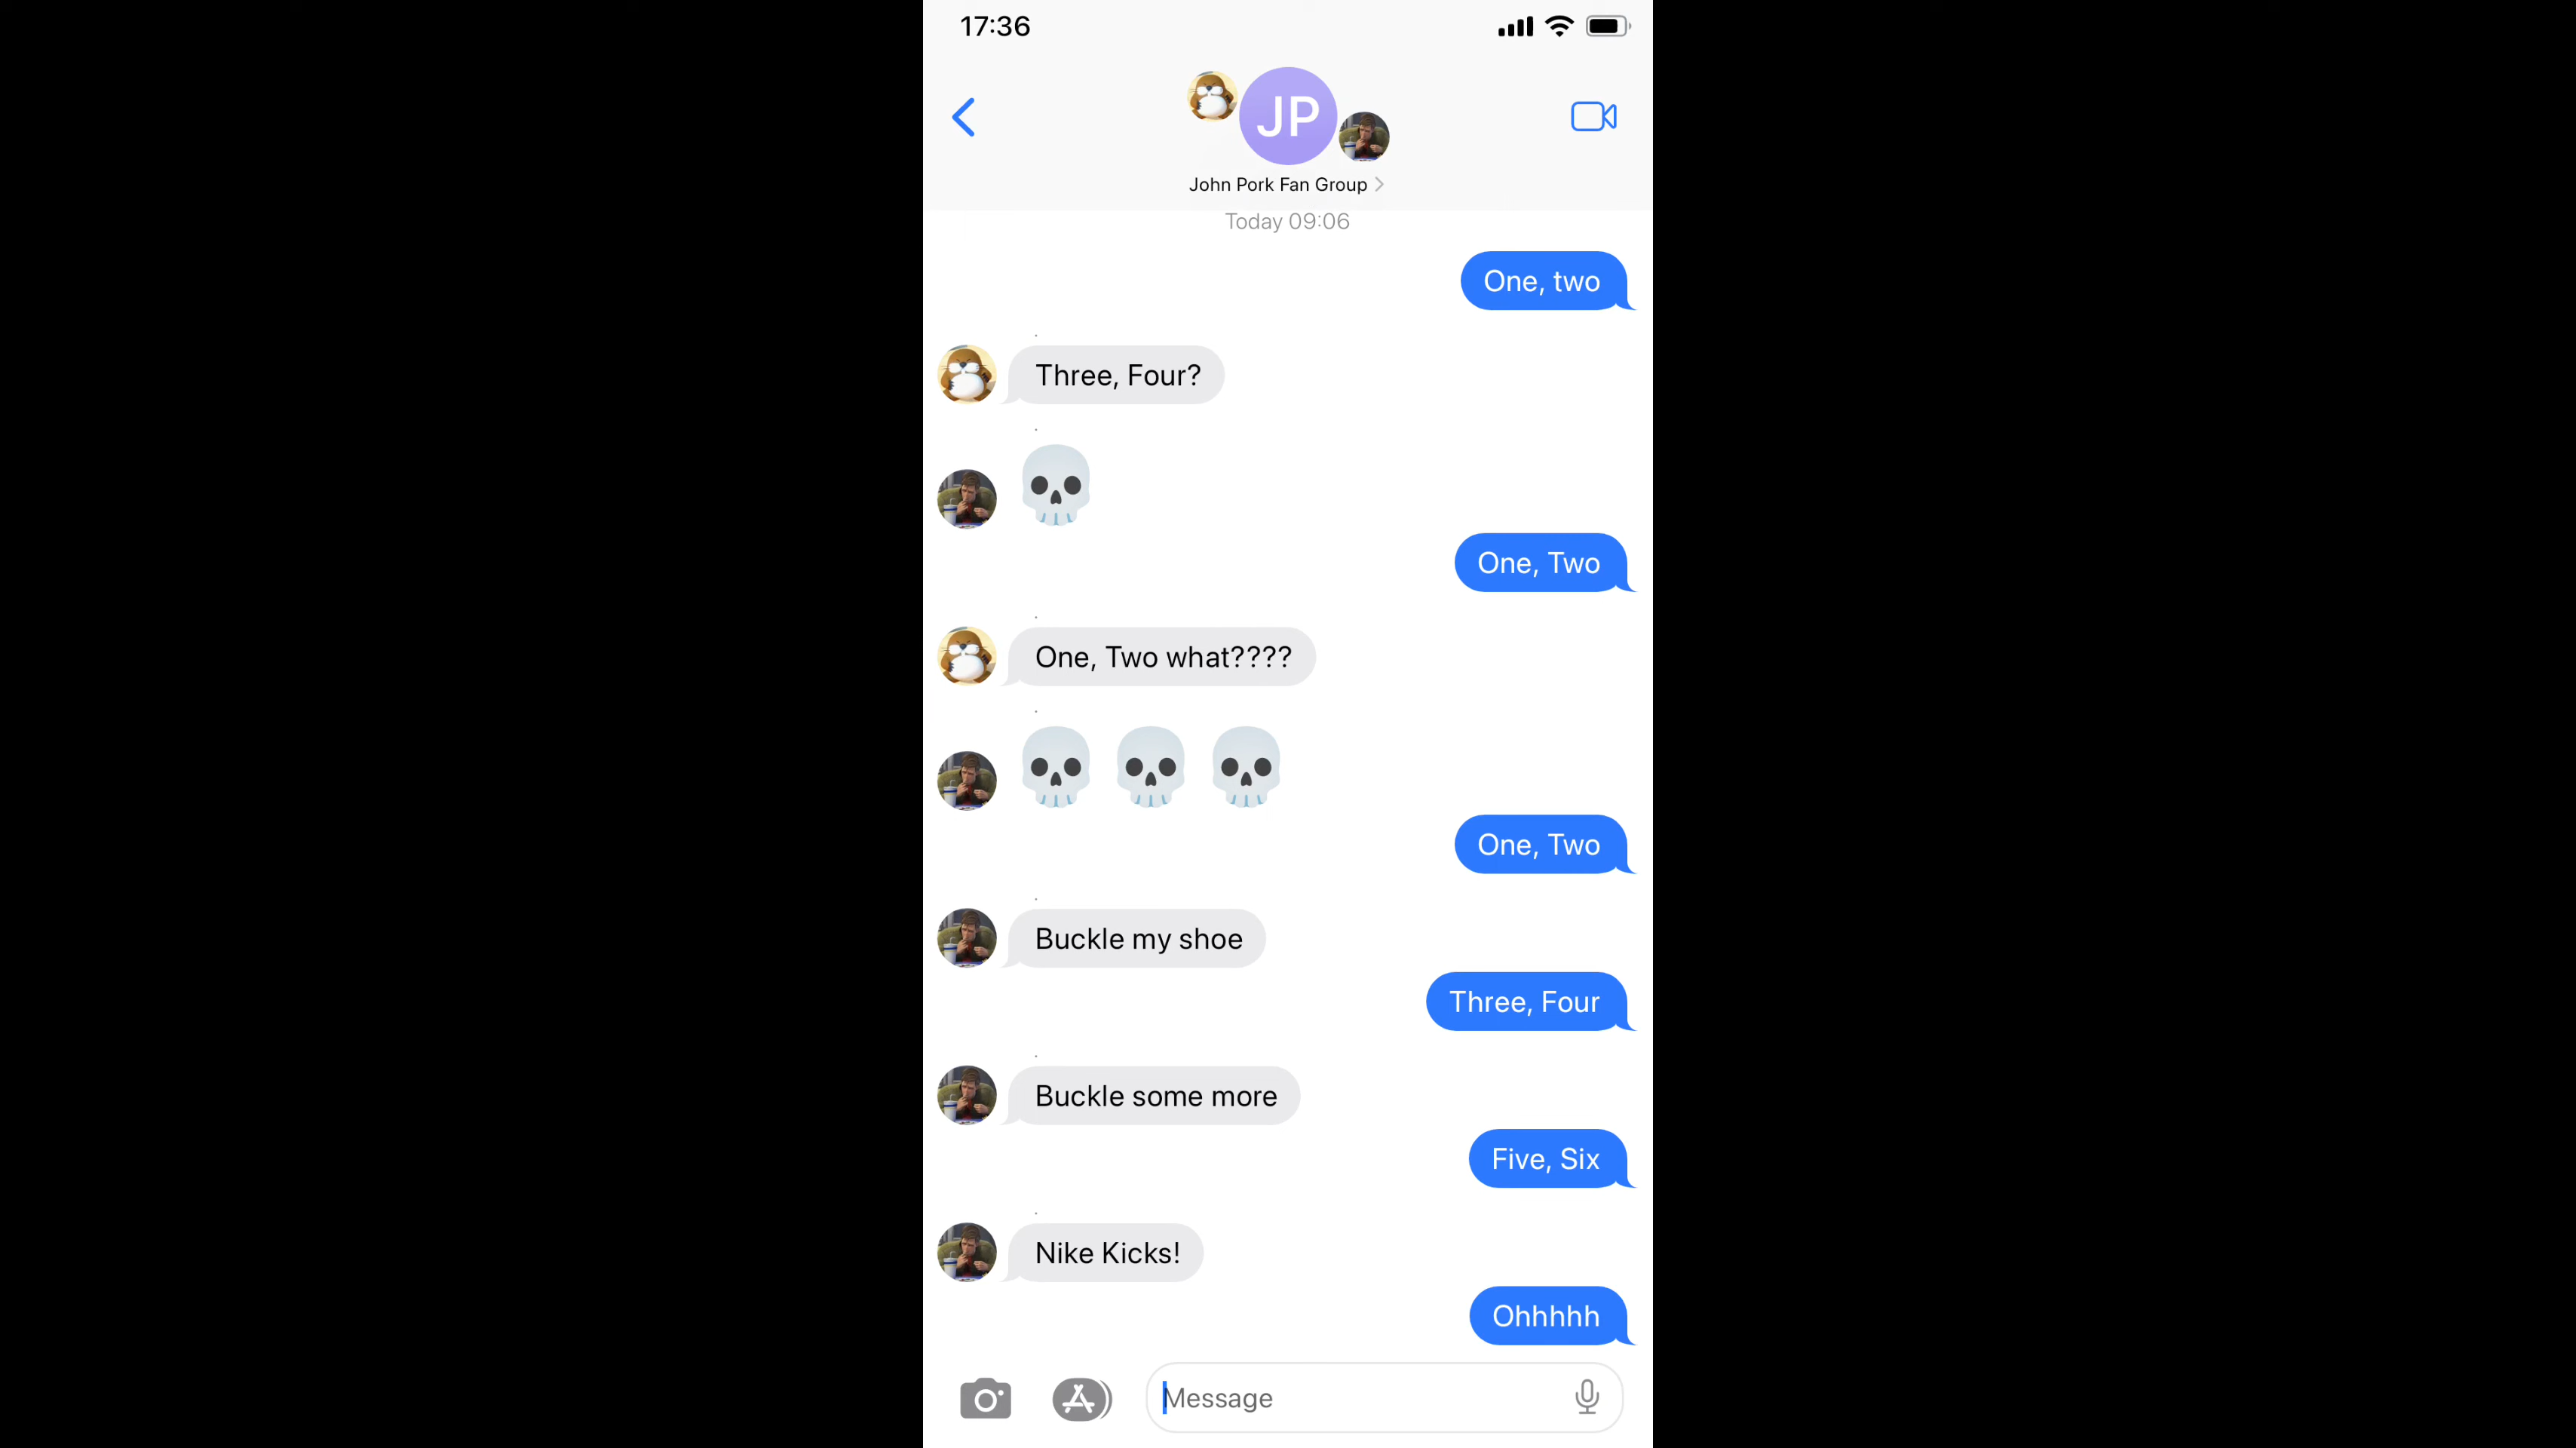 17:36
JP
John Pork Fan Group
Today 09:06
One, two
Three, Four?
💀
One, Two
One, Two what????
💀💀💀
One, Two
Buckle my shoe
Three, Four
Buckle some more
Five, Six
Nike Kicks!
Ohhhhh
Message